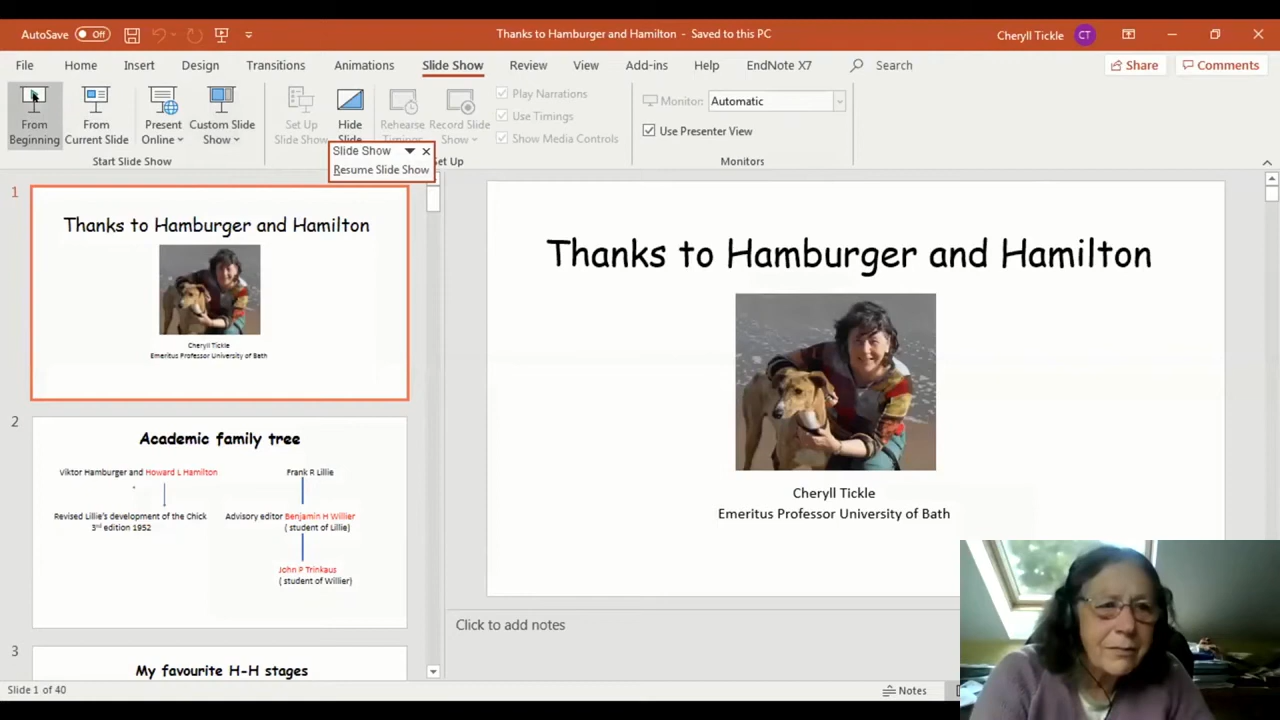 AutoSave Off
Thanks to Hamburger and Hamilton - Saved to this PC
Cheryll Tickle CT
File Home Insert Design Transitions Animations Slide Show Review View Add-ins Help EndNote X7 Search Share Comments
From Beginning
From Current Slide
Present Online
Custom Slide Show
Start Slide Show
Set Up Slide Show
Hide Slide
Rehearse Timings
Record Slide Show
Play Narrations
Use Timings
Show Media Controls
Set Up
Slide Show
Resume Slide Show
Monitor: Automatic
Use Presenter View
Monitors
1
Thanks to Hamburger and Hamilton
Cheryll Tickle
Emeritus Professor University of Bath
2
Academic family tree
Viktor Hamburger and Howard L Hamilton
Frank R Lillie
Revised Lillie's development of the Chick
3rd edition 1952
Advisory editor Benjamin H Willier
( student of Lillie)
John P Trinkaus
( student of Willier)
3
My favourite H-H stages
Thanks to Hamburger and Hamilton
Cheryll Tickle
Emeritus Professor University of Bath
Click to add notes
Slide 1 of 40
Notes